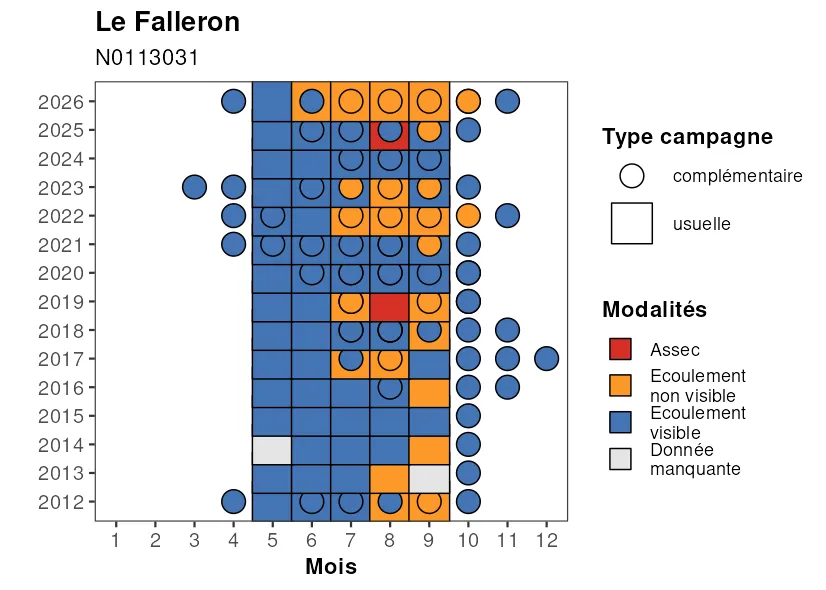 Le Falleron
N0113031
2026
2025
2024
2023
2022
2021
2020
2019
2018
2017
2016
2015
2014
2013
2012
1 2 3 4 5 6 7 8 9 10 11 12
Mois
Type campagne
complémentaire
usuelle
Modalités
Assec
Ecoulement
non visible
Ecoulement
visible
Donnée
manquante